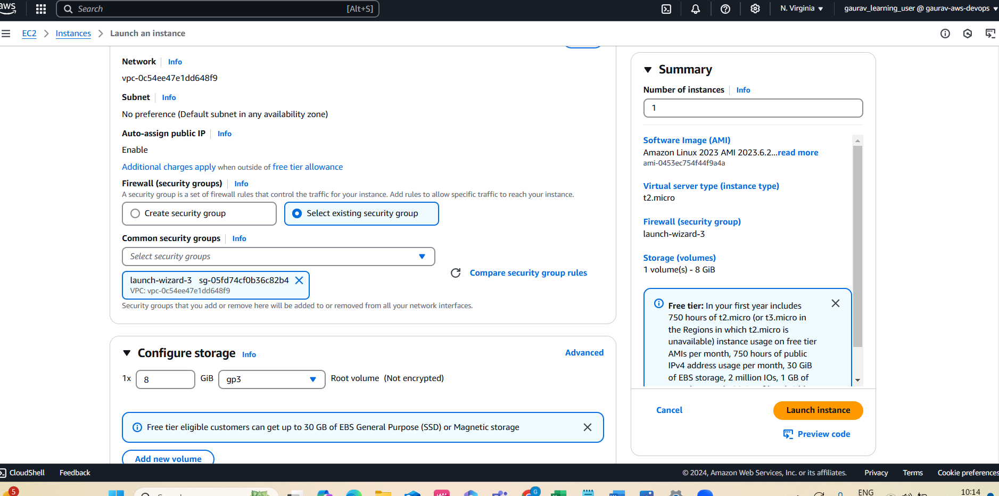 aws
Search
[Alt+S]
N. Virginia
gaurav_learning_user @ gaurav-aws-devops
EC2
Instances
Launch an instance
Network
Info
vpc-0c54ee47e1dd648f9
Subnet
Info
No preference (Default subnet in any availability zone)
Auto-assign public IP
Info
Enable
Additional charges apply when outside of free tier allowance
Firewall (security groups)
Info
A security group is a set of firewall rules that control the traffic for your instance. Add rules to allow specific traffic to reach your instance.
Create security group
Select existing security group
Common security groups
Info
Select security groups
launch-wizard-3 sg-05fd74cf0b36c82b4
VPC: vpc-0c54ee47e1dd648f9
Compare security group rules
Security groups that you add or remove here will be added to or removed from all your network interfaces.
Configure storage
Info
Advanced
1x
8
GiB
gp3
Root volume (Not encrypted)
Free tier eligible customers can get up to 30 GB of EBS General Purpose (SSD) or Magnetic storage
Add new volume
Summary
Number of instances
Info
1
Software Image (AMI)
Amazon Linux 2023 AMI 2023.6.2...read more
ami-0453ec754f44f9a4a
Virtual server type (instance type)
t2.micro
Firewall (security group)
launch-wizard-3
Storage (volumes)
1 volume(s) - 8 GiB
Free tier: In your first year includes
750 hours of t2.micro (or t3.micro in
the Regions in which t2.micro is
unavailable) instance usage on free tier
AMIs per month, 750 hours of public
IPv4 address usage per month, 30 GiB
of EBS storage, 2 million IOs, 1 GB of
Cancel
Launch instance
Preview code
CloudShell
Feedback
© 2024, Amazon Web Services, Inc. or its affiliates.
Privacy
Terms
Cookie preferences
5
G
ENG
10:14